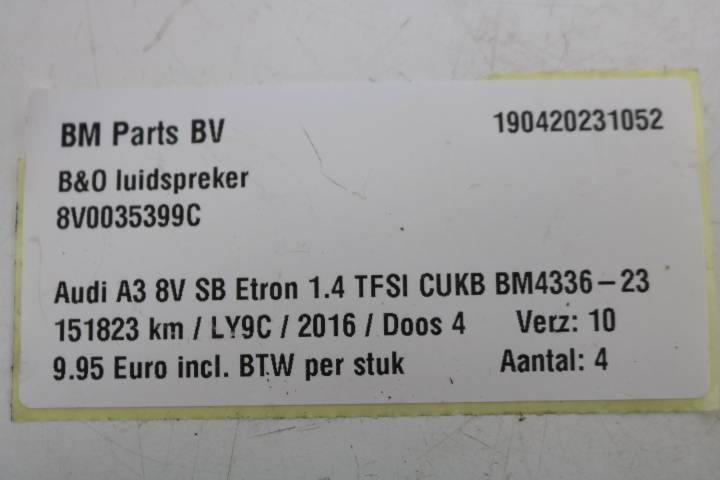 BM Parts BV 190420231052
B&O luidspreker
8V0035399C
Audi A3 8V SB Etron 1.4 TFSI CUKB BM4336-23
151823 km / LY9C / 2016 / Doos 4 Verz: 10
9.95 Euro incl. BTW per stuk Aantal: 4